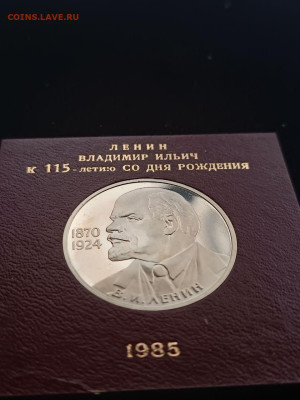 COINS.LAVE.RU
ЛЕНИН
ВЛАДИМИР ИЛЬИЧ
К 115-летию СО ДНЯ РОЖДЕНИЯ
1870
1924
В. И. ЛЕНИН
1985